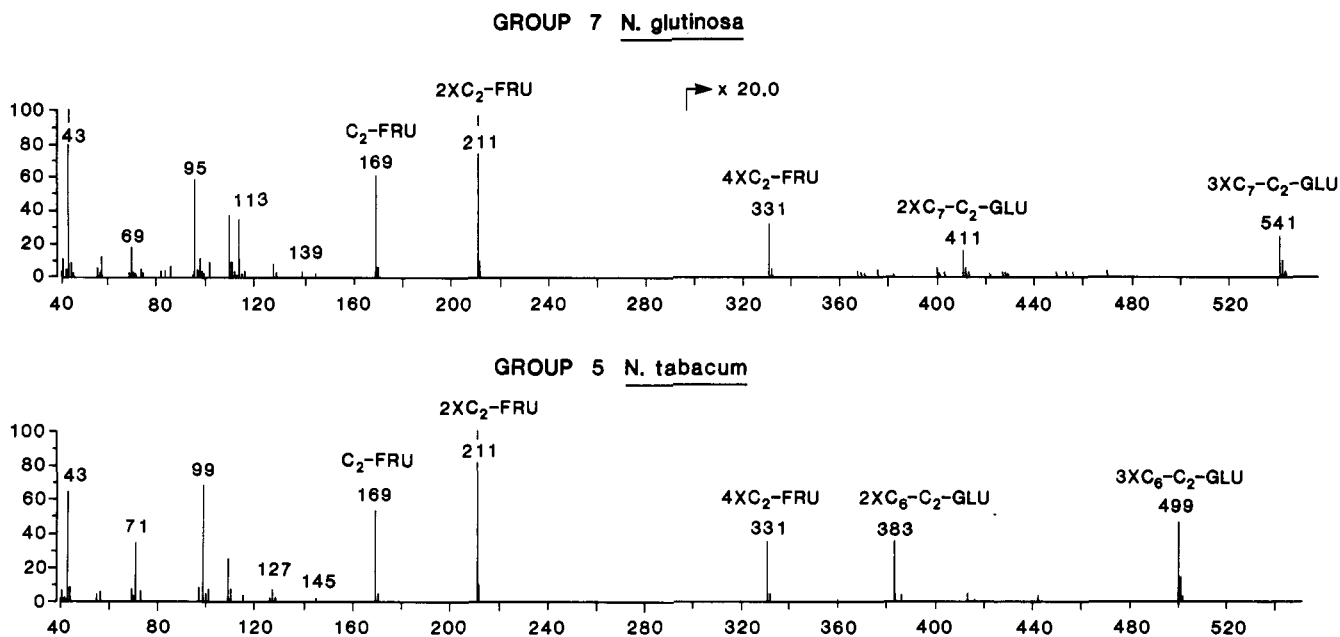 GROUP 7 N. glutinosa
2XC₂-FRU
x 20.0
C₂-FRU
100
43
169
211
4XC₂-FRU
3XC₇-C₂-GLU
80
95
331
2XC₇-C₂-GLU
541
60
113
411
40
69
139
20
0
40 80 120 160 200 240 280 320 360 400 440 480 520
GROUP 5 N. tabacum
2XC₂-FRU
100
C₂-FRU
211
80
43
99
169
4XC₂-FRU
2XC₆-C₂-GLU
3XC₆-C₂-GLU
60
71
331
383
499
40
127
145
20
0
40 80 120 160 200 240 280 320 360 400 440 480 520